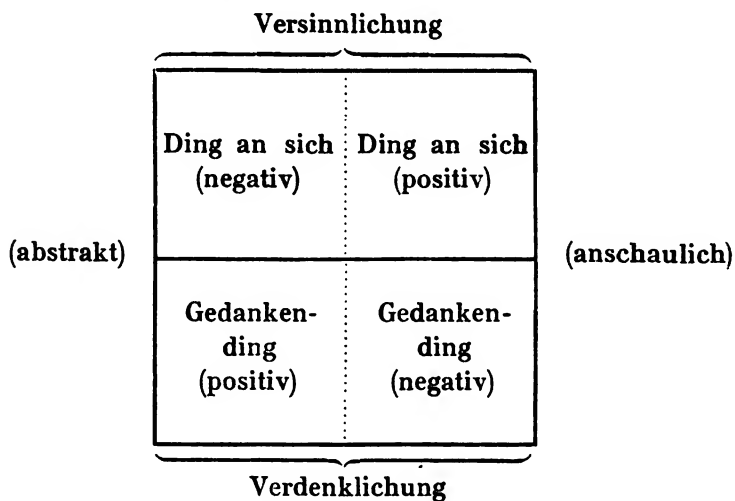 Versinnlichung
Ding an sich Ding an sich
(negativ) (positiv)
(abstrakt) (anschaulich)
Gedanken- Gedanken-
ding ding
(positiv) (negativ)
Verdenklichung